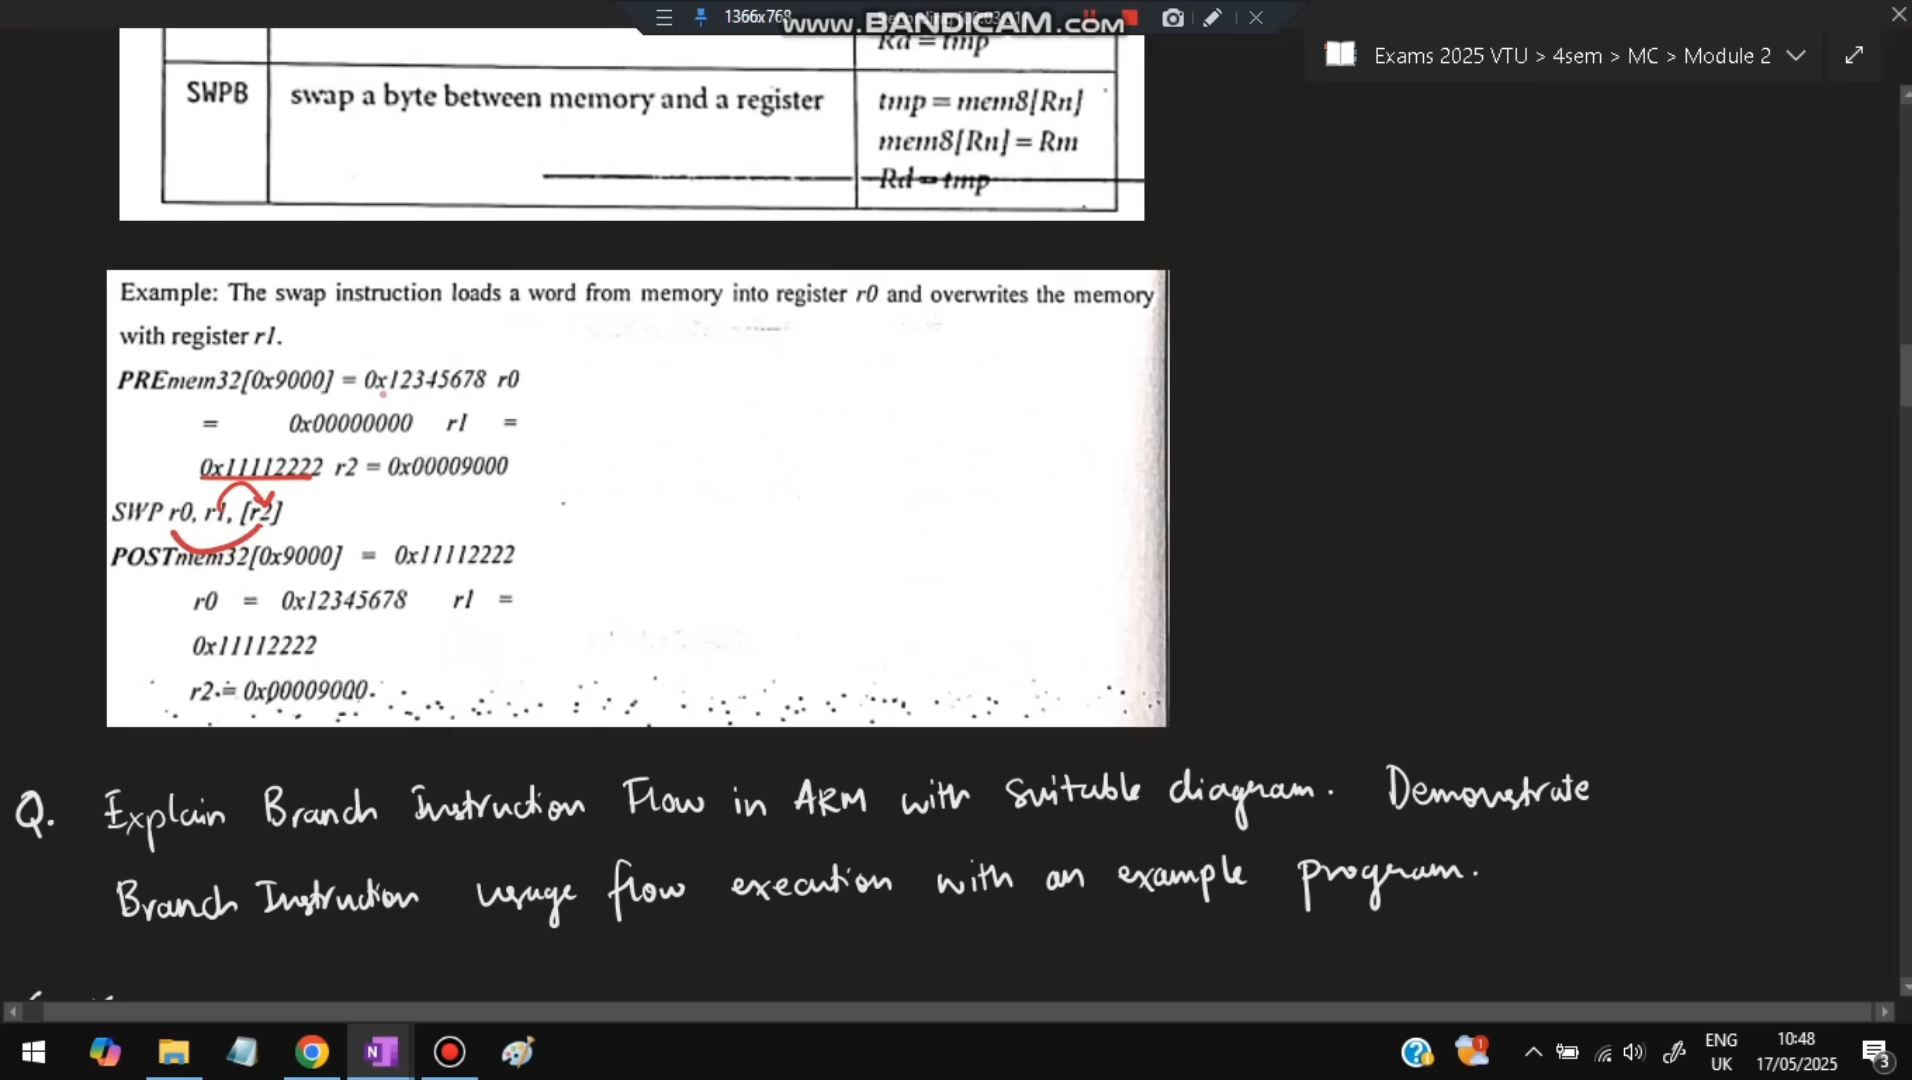 1366x768
www.BANDICAM.com
Exams 2025 VTU > 4sem > MC > Module 2
Rd = tmp
SWPB swap a byte between memory and a register tmp = mem8[Rn]
mem8[Rn] = Rm
Rd = tmp
Example: The swap instruction loads a word from memory into register r0 and overwrites the memory
with register r1.
PREmem32[0x9000] = 0x12345678 r0
= 0x00000000 r1 =
0x11112222 r2 = 0x00009000
SWP r0, r1, [r2]
POSTmem32[0x9000] = 0x11112222
r0 = 0x12345678 r1 =
0x11112222
r2 = 0x00009000
Q. Explain Branch Instruction Flow in ARM with suitable diagram. Demonstrate
Branch Instruction usage flow execution with an example program.
N
1
ENG
UK
10:48
17/05/2025
3